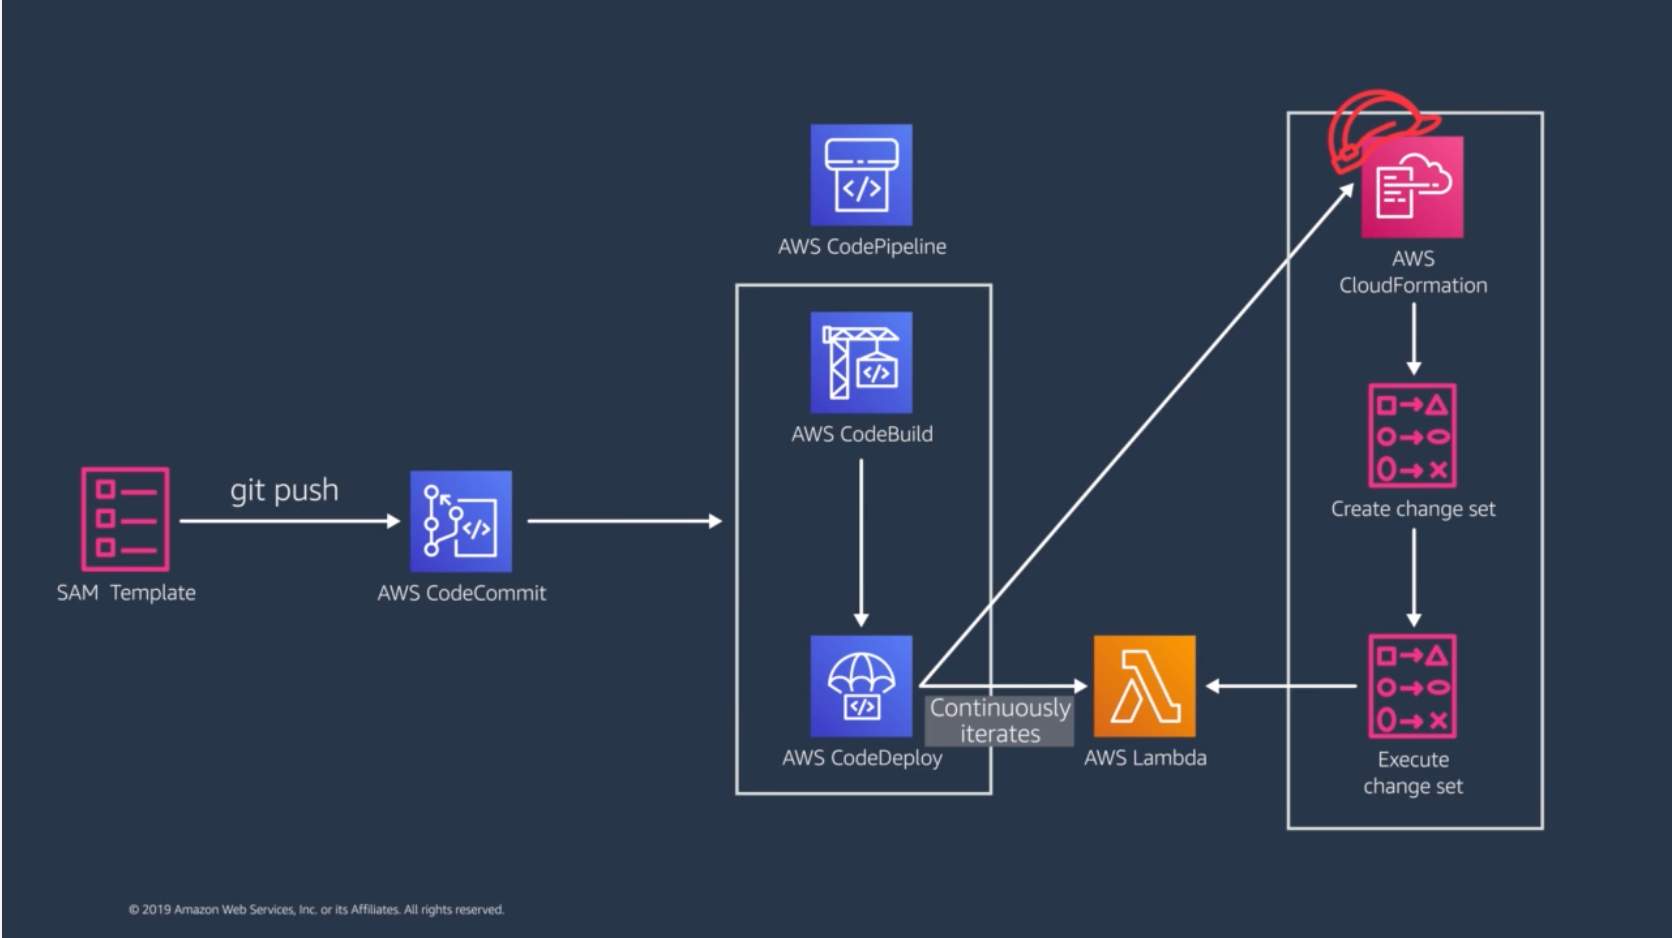 AWS CodePipeline
</>
AWS
CloudFormation
</>
AWS CodeBuild
git push
</>
Create change set
SAM  Template
AWS CodeCommit
</>
Continuously
iterates
AWS CodeDeploy
AWS Lambda
Execute
change set
© 2019 Amazon Web Services, Inc. or its Affiliates. All rights reserved.